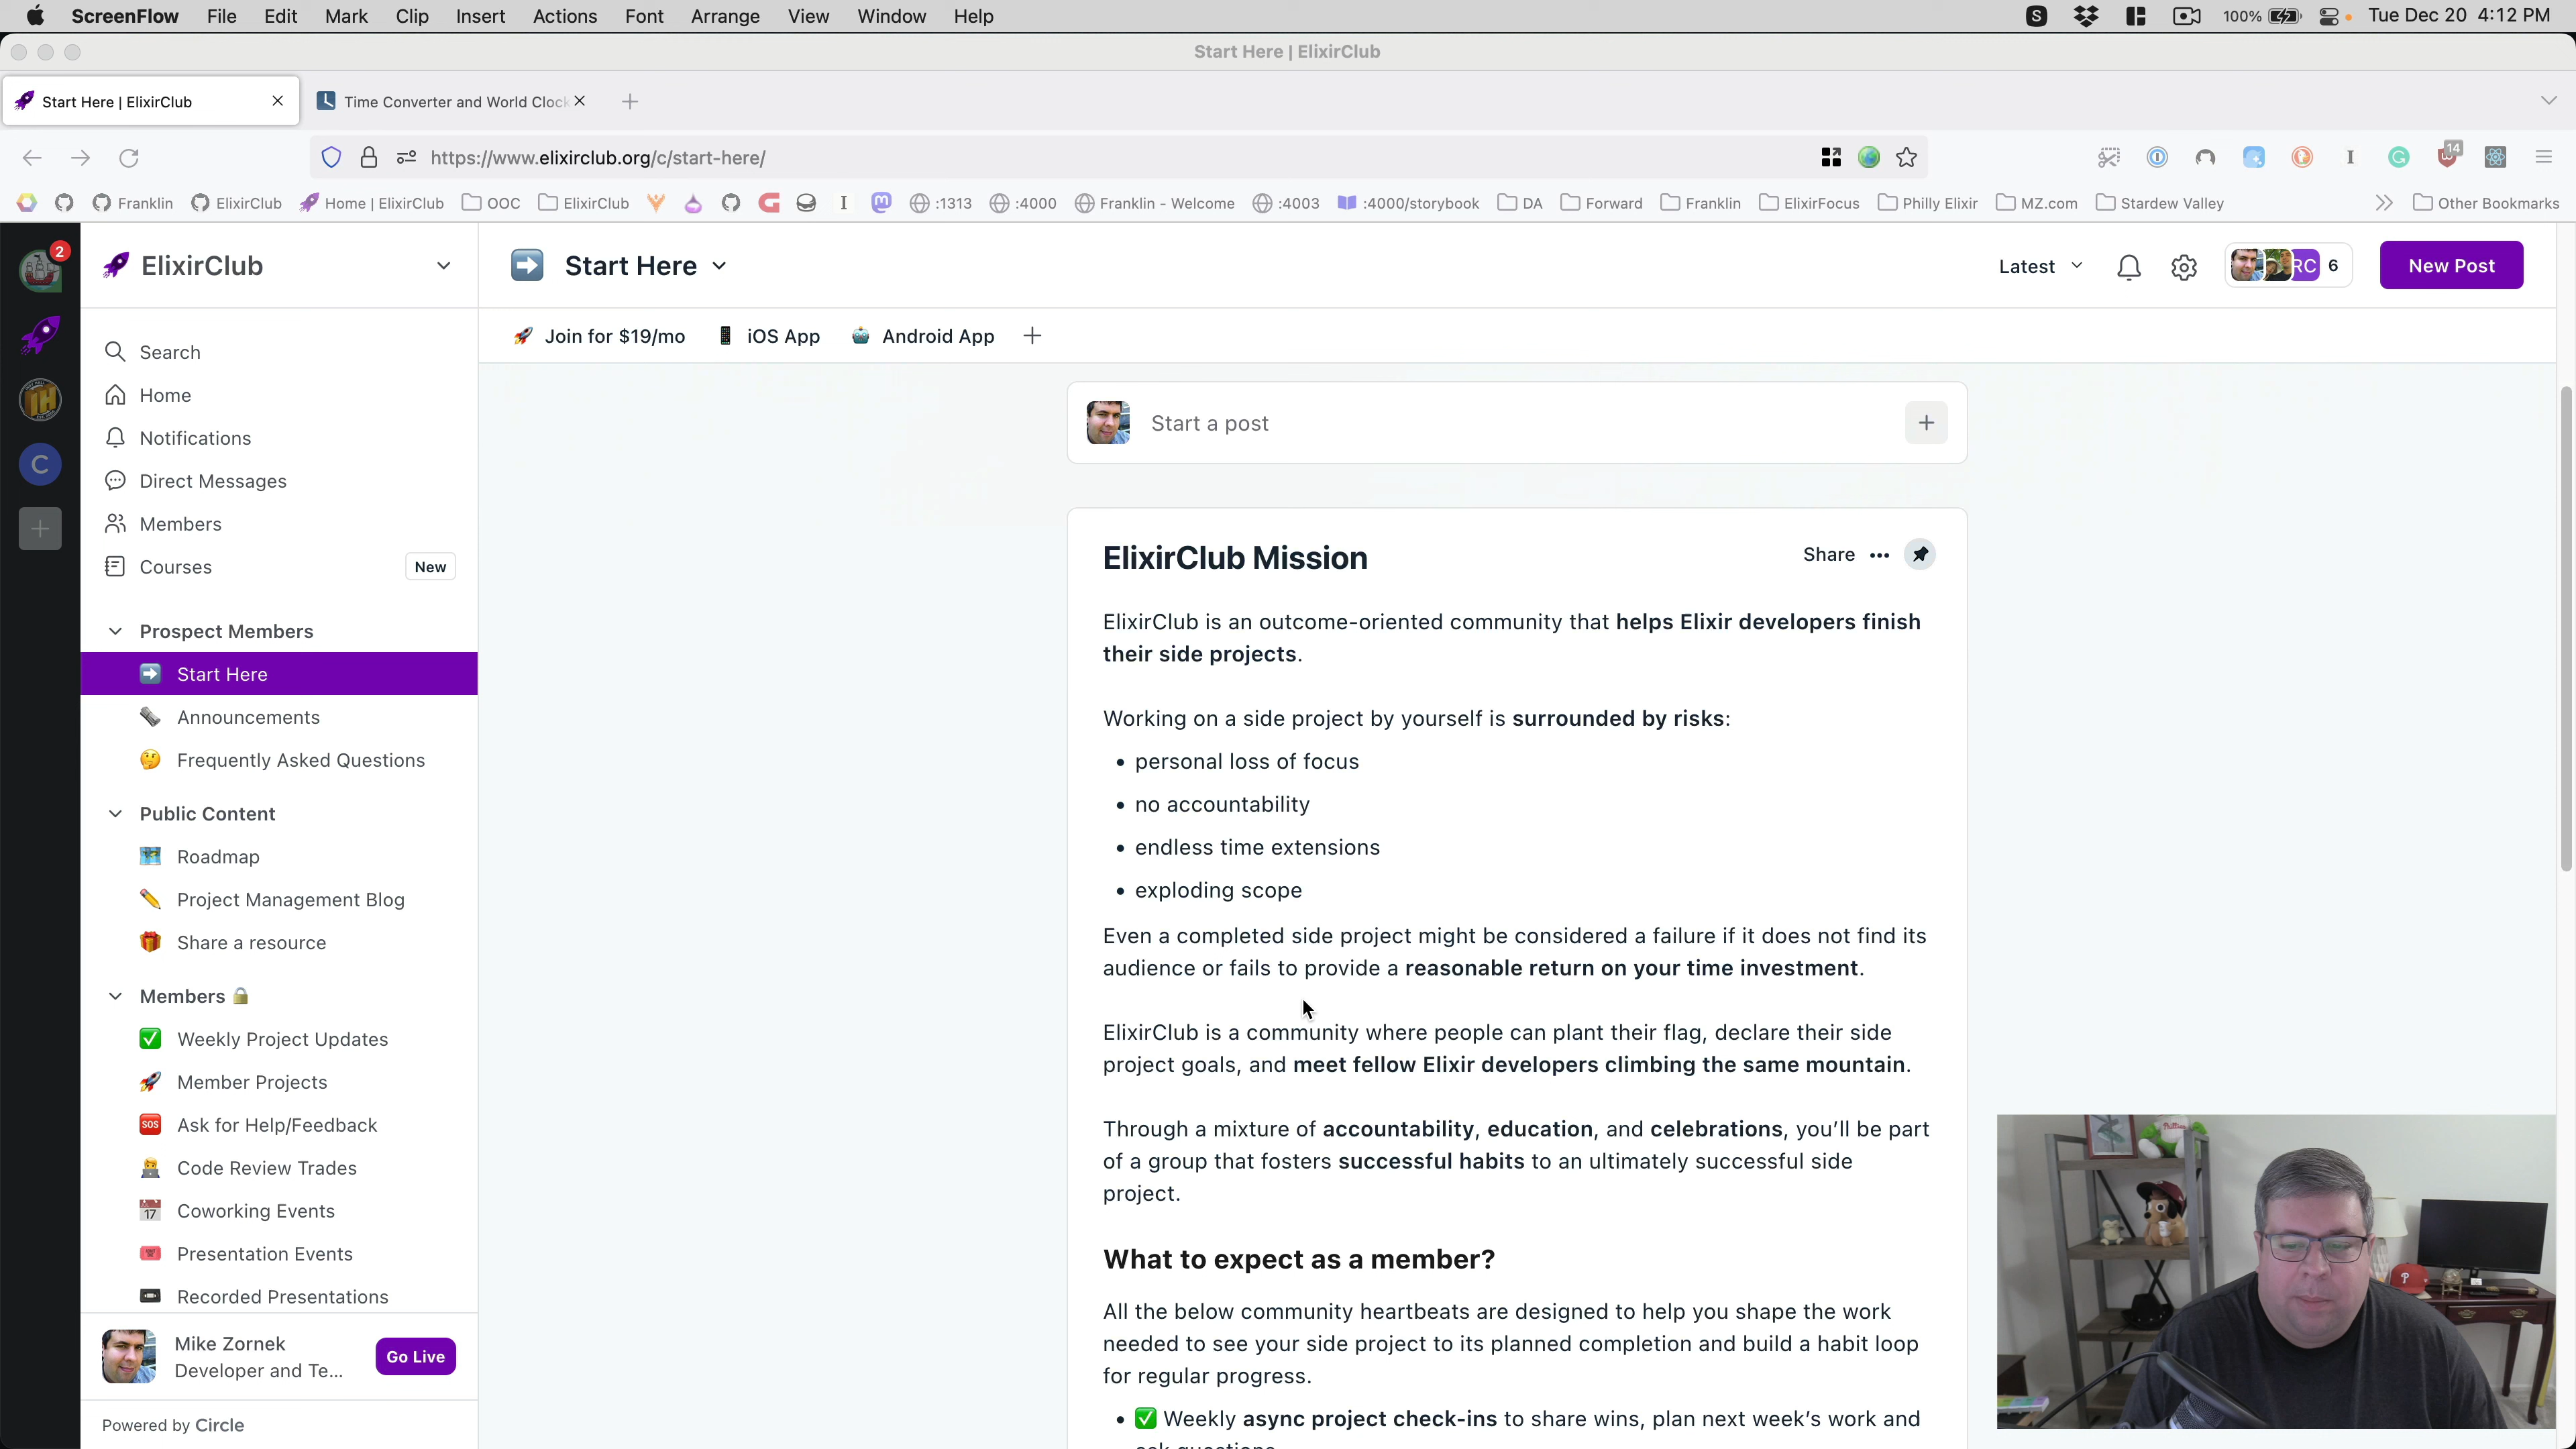 ScreenFlow File Edit Mark Clip Insert Actions Font Arrange View Window Help
S 100% Tue Dec 20 4:12 PM
Start Here | ElixirClub
Start Here | ElixirClub Time Converter and World Clock
https://www.elixirclub.org/c/start-here/
14
Franklin ElixirClub Home | ElixirClub OOC ElixirClub :1313 :4000 Franklin - Welcome :4003 :4000/storybook DA Forward Franklin ElixirFocus Philly Elixir MZ.com Stardew Valley Other Bookmarks
2
C
ElixirClub
Search
Home
Notifications
Direct Messages
Members
Courses New
Prospect Members
Start Here
Announcements
Frequently Asked Questions
Public Content
Roadmap
Project Management Blog
Share a resource
Members
Weekly Project Updates
Member Projects
SOS Ask for Help/Feedback
Code Review Trades
17 Coworking Events
Presentation Events
Recorded Presentations
Mike Zornek
Developer and Te...
Go Live
Powered by Circle
Start Here
Latest RC 6 New Post
Join for $19/mo iOS App Android App
Start a post
ElixirClub Mission
Share
ElixirClub is an outcome-oriented community that helps Elixir developers finish
their side projects.
Working on a side project by yourself is surrounded by risks:
• personal loss of focus
• no accountability
• endless time extensions
• exploding scope
Even a completed side project might be considered a failure if it does not find its
audience or fails to provide a reasonable return on your time investment.
ElixirClub is a community where people can plant their flag, declare their side
project goals, and meet fellow Elixir developers climbing the same mountain.
Through a mixture of accountability, education, and celebrations, you’ll be part
of a group that fosters successful habits to an ultimately successful side
project.
What to expect as a member?
All the below community heartbeats are designed to help you shape the work
needed to see your side project to its planned completion and build a habit loop
for regular progress.
• ✅ Weekly async project check-ins to share wins, plan next week’s work and